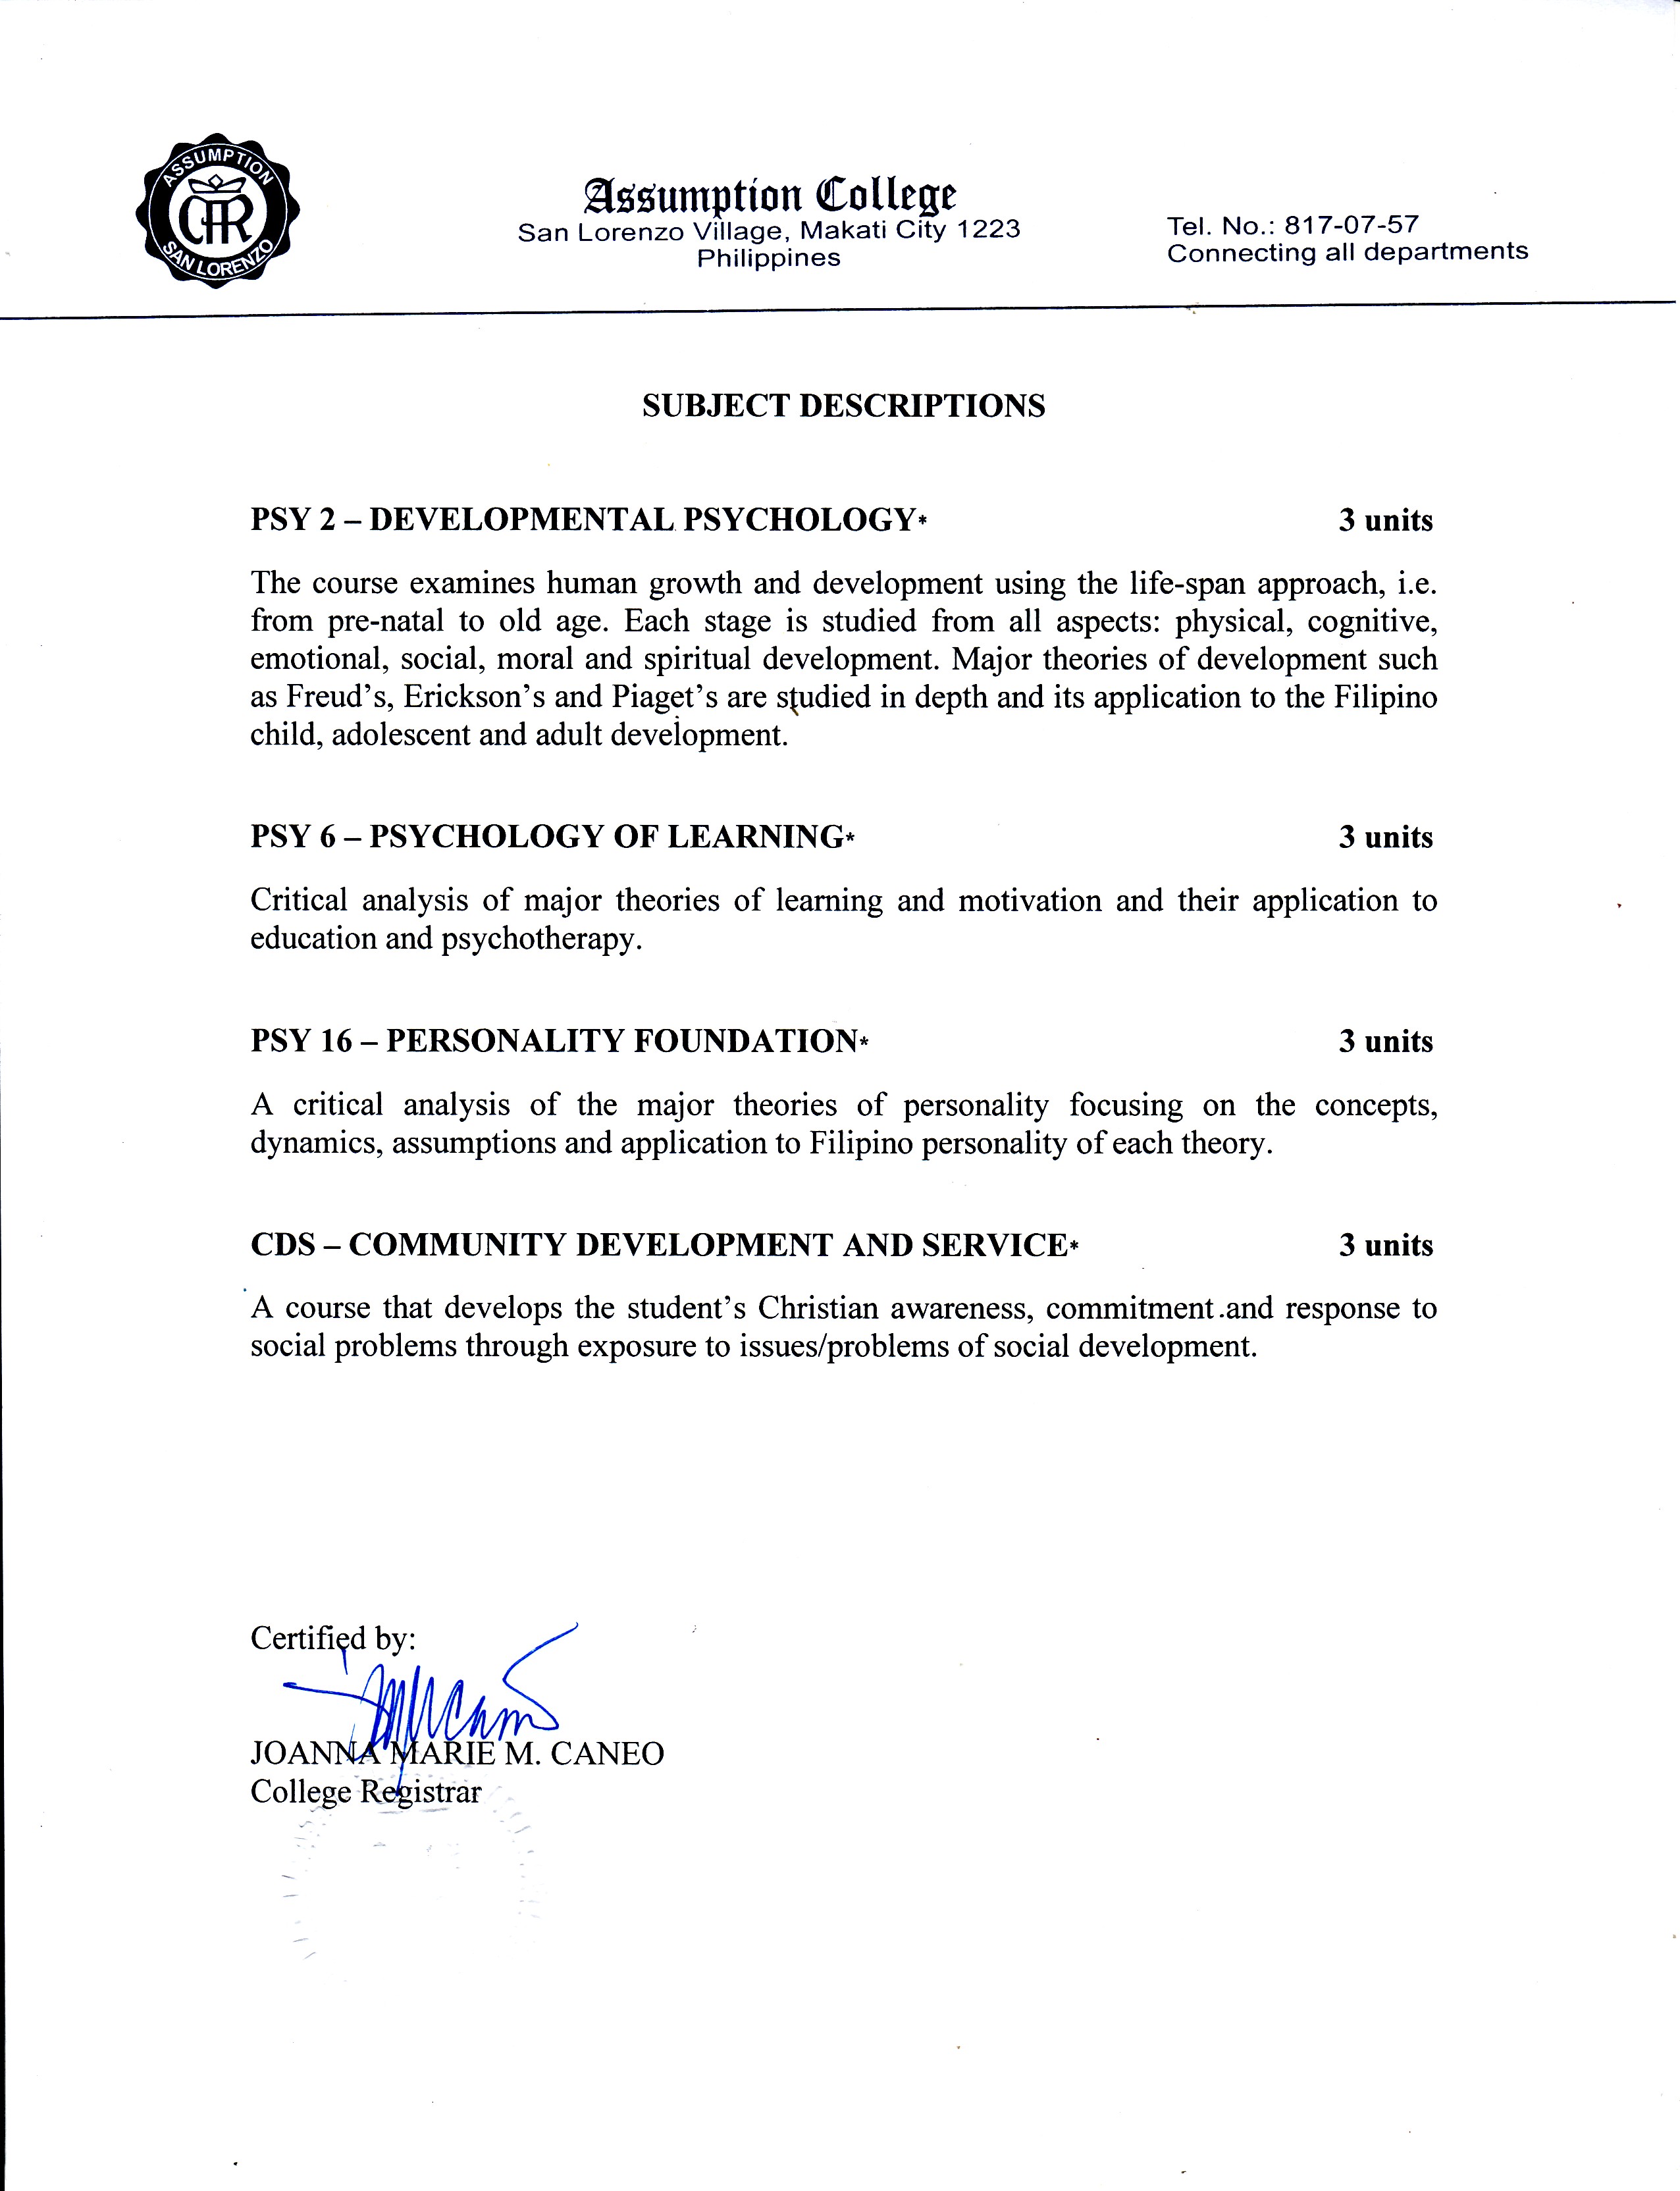 ASSUMPTION
SAN LORENZO
Assumption College
San Lorenzo Village, Makati City 1223
Philippines
Tel. No.: 817-07-57
Connecting all departments
SUBJECT DESCRIPTIONS
PSY 2 – DEVELOPMENTAL PSYCHOLOGY* 3 units
The course examines human growth and development using the life-span approach, i.e.
from pre-natal to old age. Each stage is studied from all aspects: physical, cognitive,
emotional, social, moral and spiritual development. Major theories of development such
as Freud's, Erickson's and Piaget's are studied in depth and its application to the Filipino
child, adolescent and adult development.
PSY 6 – PSYCHOLOGY OF LEARNING* 3 units
Critical analysis of major theories of learning and motivation and their application to
education and psychotherapy.
PSY 16 – PERSONALITY FOUNDATION* 3 units
A critical analysis of the major theories of personality focusing on the concepts,
dynamics, assumptions and application to Filipino personality of each theory.
CDS – COMMUNITY DEVELOPMENT AND SERVICE* 3 units
A course that develops the student's Christian awareness, commitment and response to
social problems through exposure to issues/problems of social development.
Certified by:
JOANNA MARIE M. CANEO
College Registrar